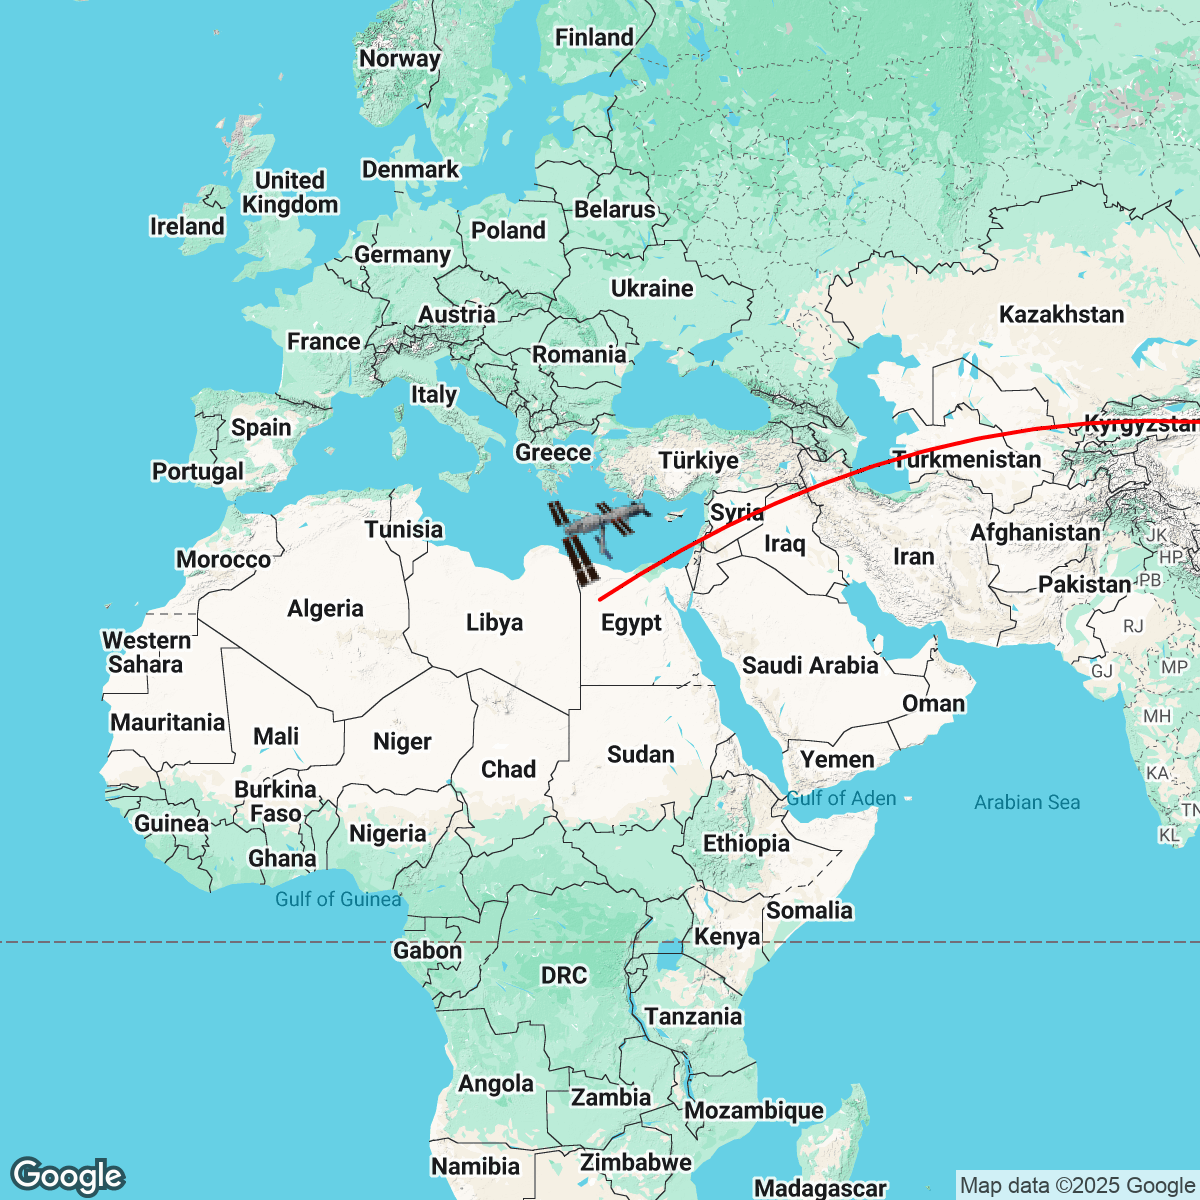 Finland
Norway
Denmark
United
Kingdom
Ireland
Belarus
Poland
Germany
Ukraine
Austria
Kazakhstan
France
Romania
Italy
Spain
Kyrgyzstan
Greece
Türkiye
Turkmenistan
Portugal
Syria
Tunisia
Afghanistan
JK
Iraq
Iran
HP
Morocco
Pakistan
PB
Algeria
Libya
Egypt
RJ
Western
Sahara
Saudi Arabia
MP
GJ
Oman
Mauritania
MH
Mali
Niger
Sudan
Yemen
Chad
KA
Burkina
Faso
Gulf of Aden
Arabian Sea
TN
Guinea
Nigeria
KL
Ethiopia
Ghana
Gulf of Guinea
Somalia
Kenya
Gabon
DRC
Tanzania
Angola
Zambia
Mozambique
Namibia
Zimbabwe
Madagascar
Google
Map data ©2025 Google